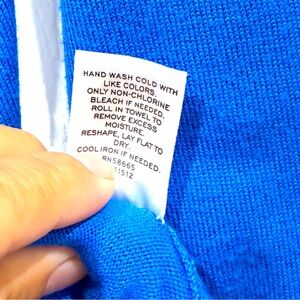 HAND WASH COLD WITH
LIKE COLORS.
ONLY NON-CHLORINE
BLEACH IF NEEDED.
ROLL IN TOWEL TO
REMOVE EXCESS
MOISTURE.
RESHAPE, LAY FLAT TO
DRY.
COOL IRON IF NEEDED.
RN58665